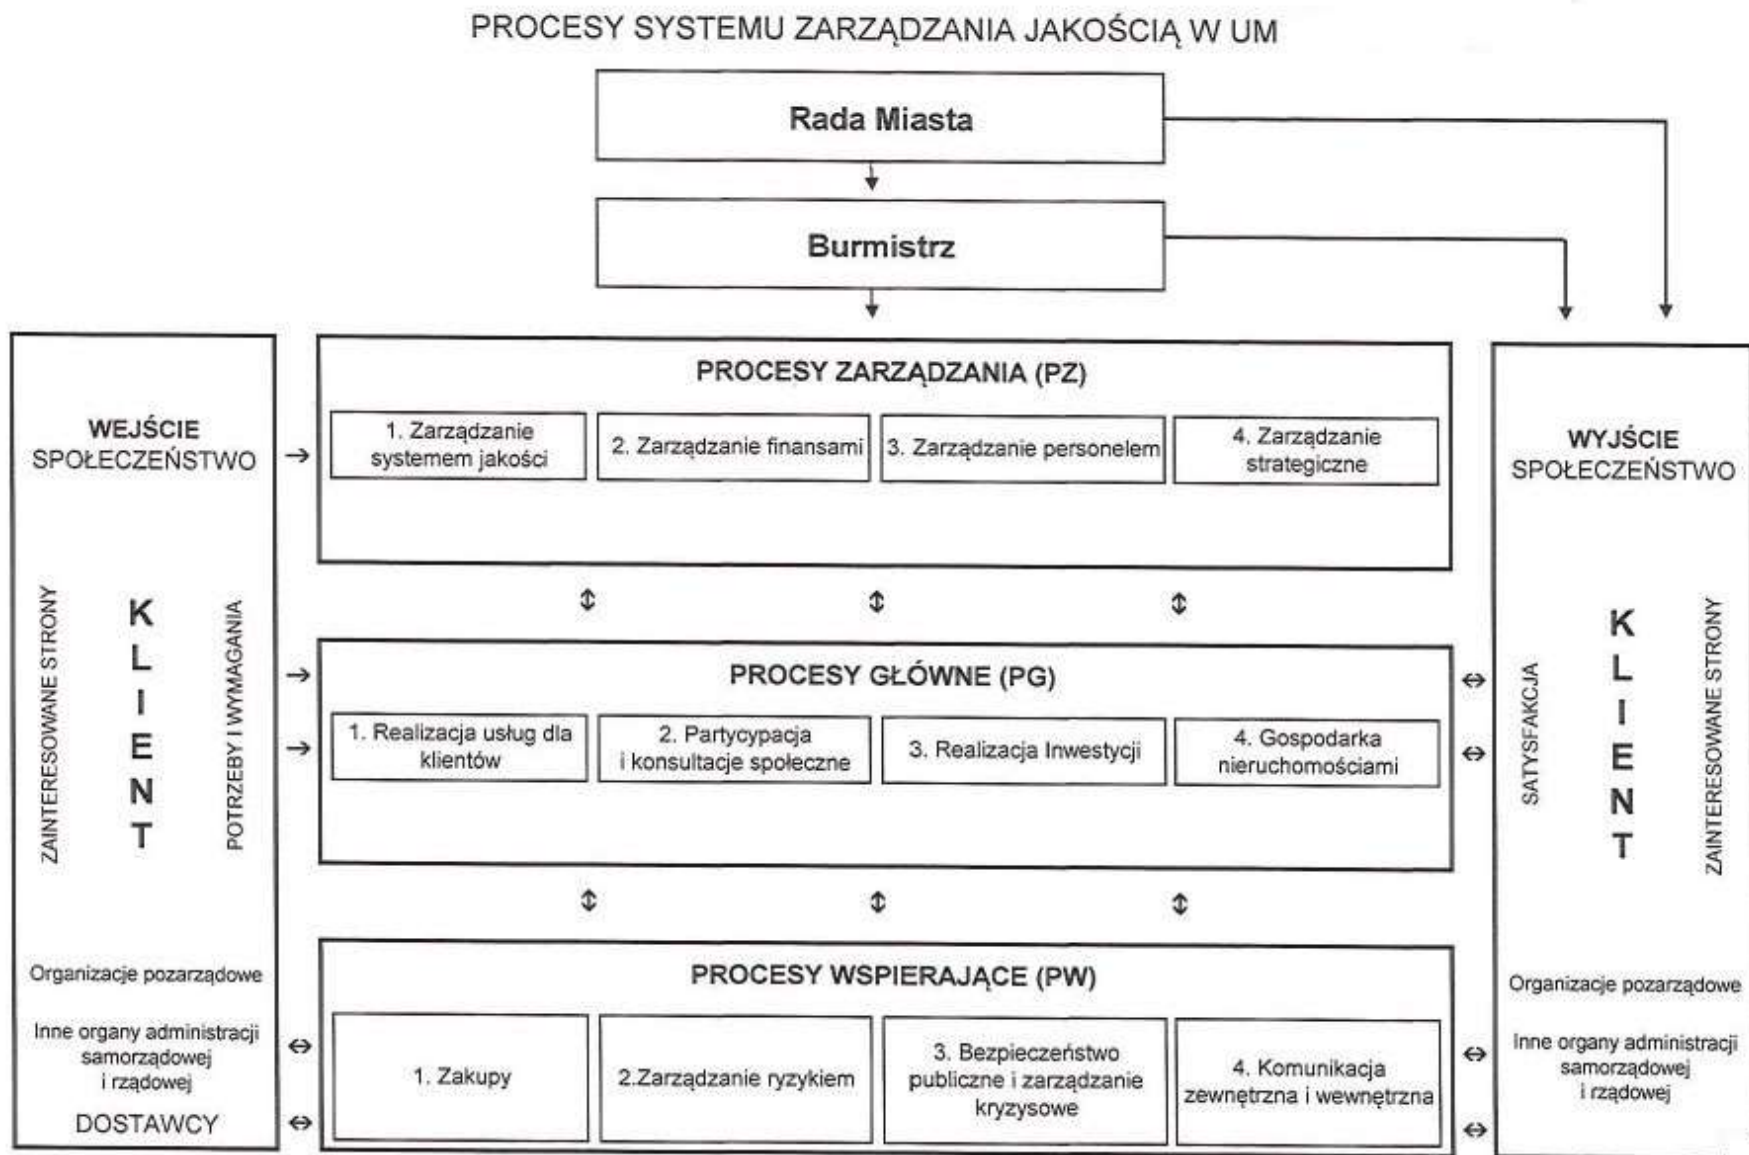 PROCESY SYSTEMU ZARZĄDZANIA JAKOŚCIĄ W UM
Rada Miasta
Burmistrz
WEJŚCIE
SPOŁECZEŃSTWO
ZAINTERESOWANE STRONY
KLIENT
POTRZEBY I WYMAGANIA
Organizacje pozarządowe
Inne organy administracji
samorządowej
i rządowej
DOSTAWCY
PROCESY ZARZĄDZANIA (PZ)
1. Zarządzanie
systemem jakości
2. Zarządzanie finansami
3. Zarządzanie personelem
4. Zarządzanie
strategiczne
PROCESY GŁÓWNE (PG)
1. Realizacja usług dla
klientów
2. Partycypacja
i konsultacje społeczne
3. Realizacja Inwestycji
4. Gospodarka
nieruchomościami
PROCESY WSPIERAJĄCE (PW)
1. Zakupy
2.Zarządzanie ryzykiem
3. Bezpieczeństwo
publiczne i zarządzanie
kryzysowe
4. Komunikacja
zewnętrzna i wewnętrzna
WYJŚCIE
SPOŁECZEŃSTWO
SATYSFAKCJA
KLIENT
ZAINTERESOWANE STRONY
Organizacje pozarządowe
Inne organy administracji
samorządowej
i rządowej